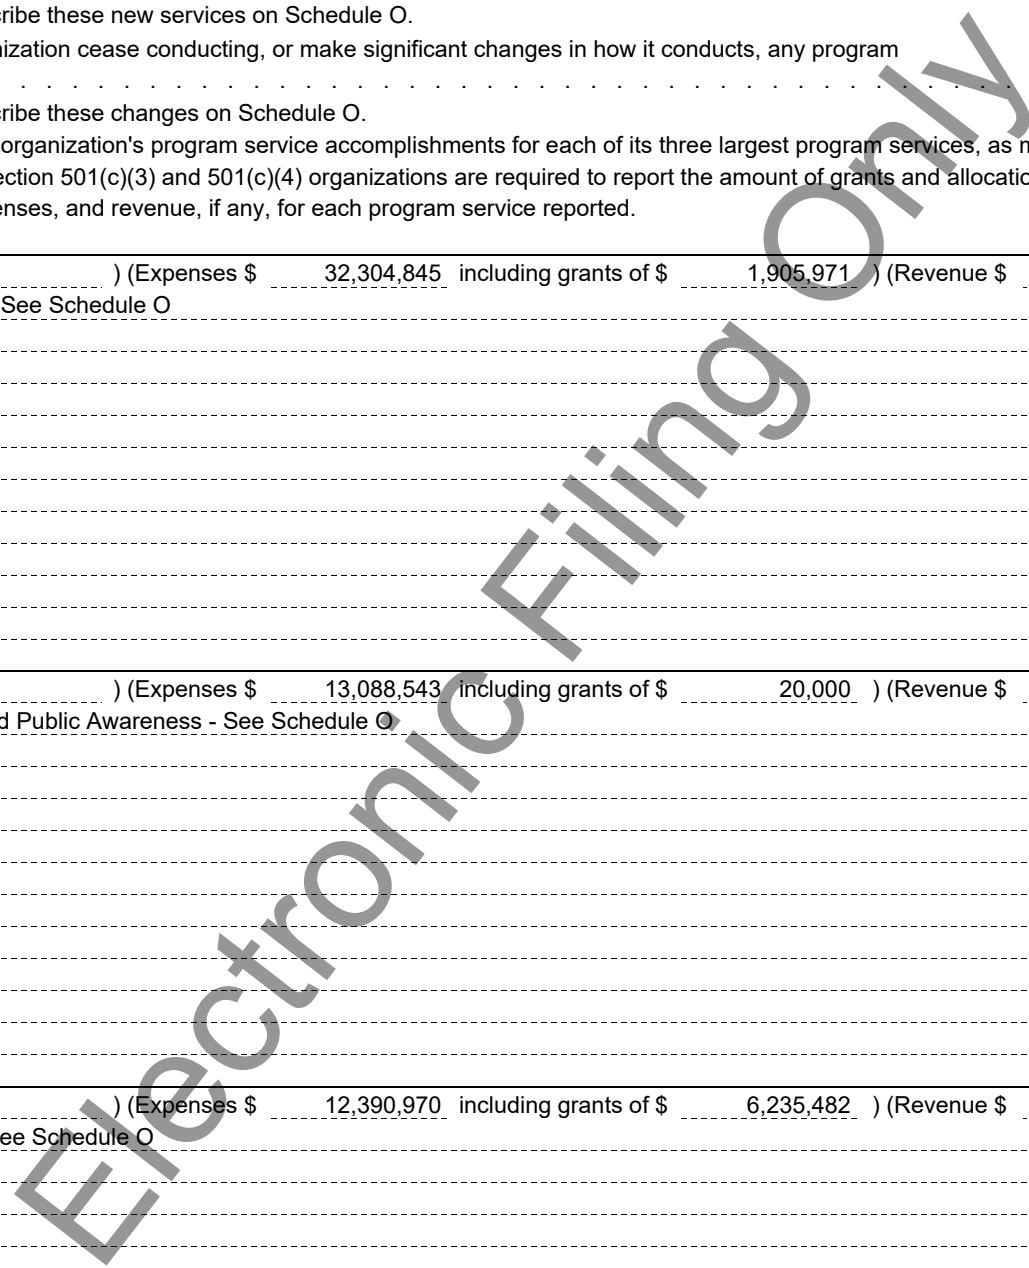 ribe these new services on Schedule O.
ization cease conducting, or make significant changes in how it conducts, any program
. . . . . . . . . . . . . . . . . . . . . . . . . . . . . . . . . . . . . . .
ribe these changes on Schedule O.
organization's program service accomplishments for each of its three largest program services, as m
ection 501(c)(3) and 501(c)(4) organizations are required to report the amount of grants and allocatio
enses, and revenue, if any, for each program service reported.
) (Expenses $ 32,304,845 including grants of $ 1,905,971 ) (Revenue $
See Schedule O
) (Expenses $ 13,088,543 including grants of $ 20,000 ) (Revenue $
d Public Awareness - See Schedule O
) (Expenses $ 12,390,970 including grants of $ 6,235,482 ) (Revenue $
ee Schedule O
Electronic Filing Only